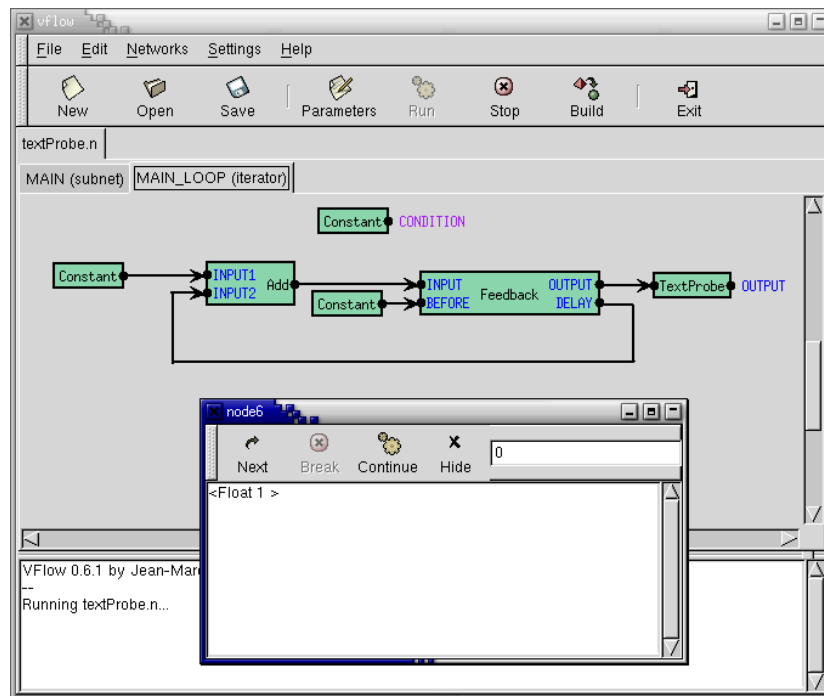 vflow
File Edit Networks Settings Help
New Open Save Parameters Run Stop Build Exit
textProbe.n
MAIN (subnet) MAIN_LOOP (iterator)
Constant CONDITION
Constant INPUT1 INPUT2 Add Constant INPUT BEFORE Feedback OUTPUT DELAY TextProbe OUTPUT
node6
Next Break Continue Hide 0
<Float 1 >
VFlow 0.6.1 by Jean-Marc
--
Running textProbe.n...